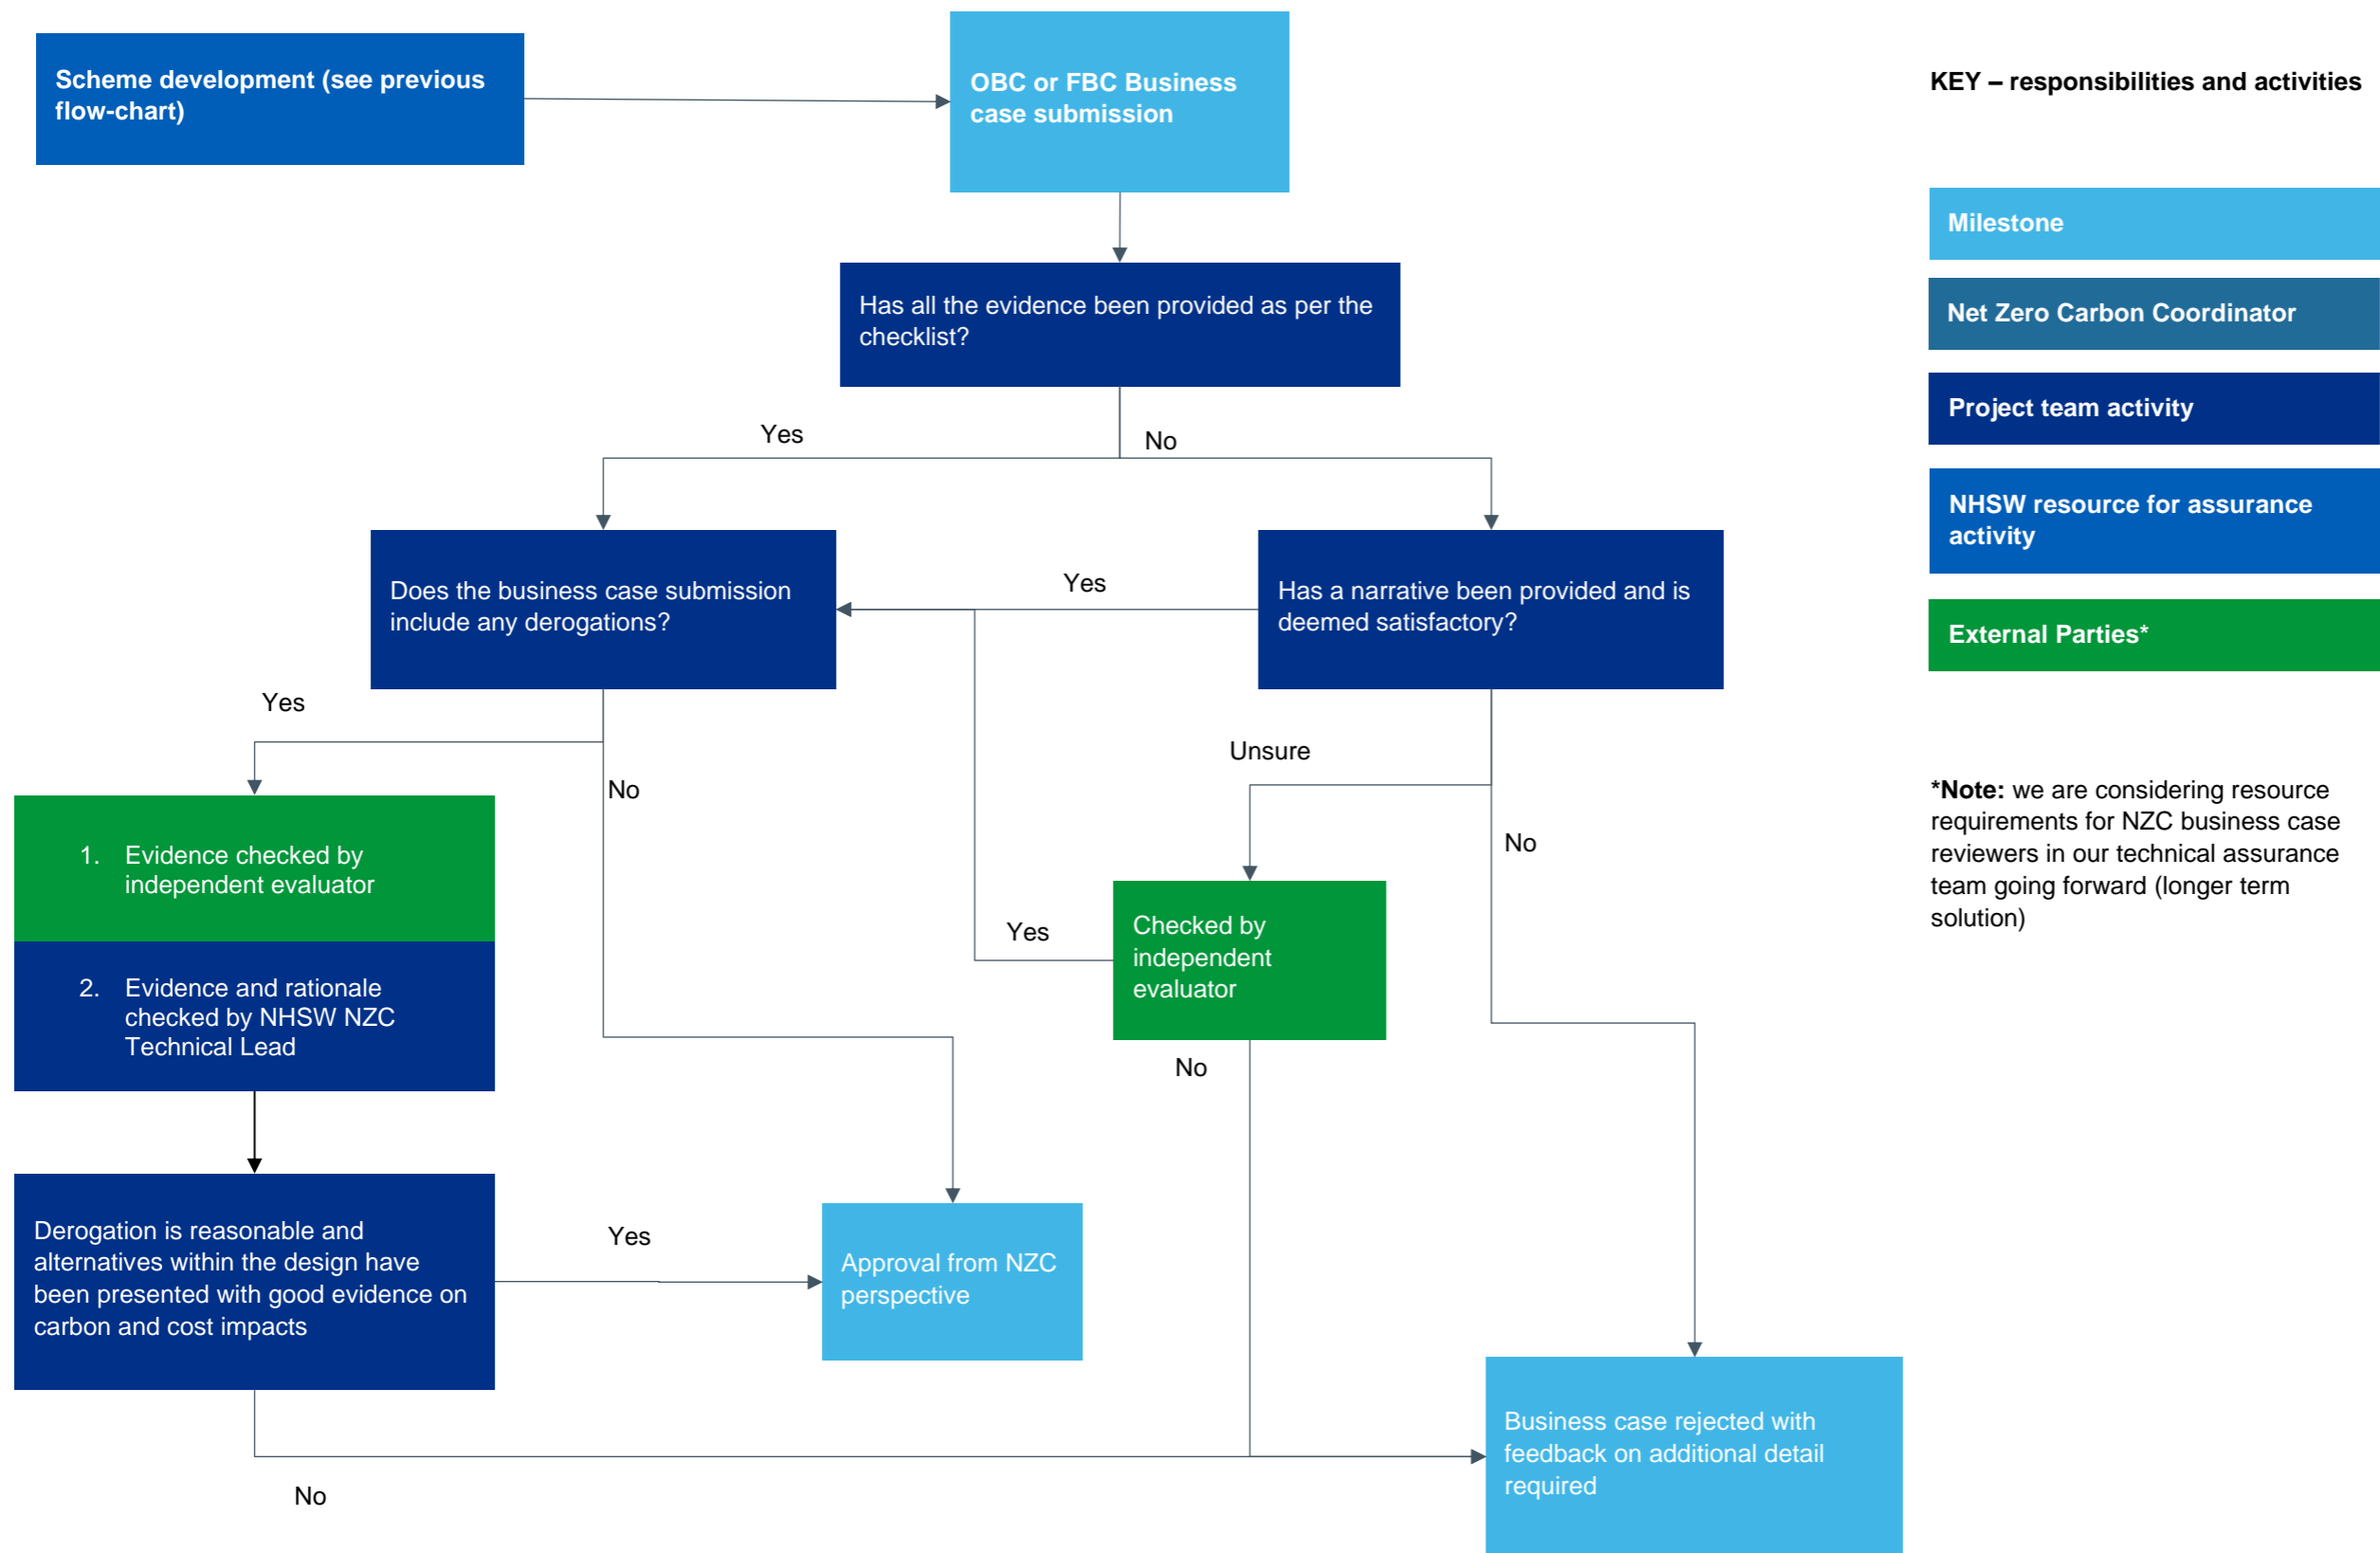 Scheme development (see previous
flow-chart)
OBC or FBC Business
case submission
KEY – responsibilities and activities
Milestone
Net Zero Carbon Coordinator
Project team activity
NHSW resource for assurance
activity
External Parties*
*Note: we are considering resource
requirements for NZC business case
reviewers in our technical assurance
team going forward (longer term
solution)
Has all the evidence been provided as per the
checklist?
Yes
No
Does the business case submission
include any derogations?
Yes
Has a narrative been provided and is
deemed satisfactory?
Yes
No
Unsure
No
1. Evidence checked by
independent evaluator
2. Evidence and rationale
checked by NHSW NZC
Technical Lead
Checked by
independent
evaluator
Yes
No
Derogation is reasonable and
alternatives within the design have
been presented with good evidence on
carbon and cost impacts
Yes
No
Approval from NZC
perspective
Business case rejected with
feedback on additional detail
required